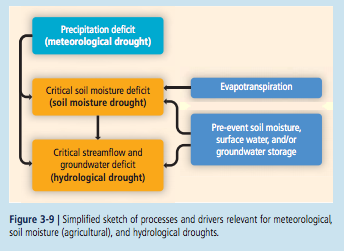 Precipitation deficit
(meteorological drought)
Critical soil moisture deficit
(soil moisture drought)
Evapotranspiration
Pre-event soil moisture,
surface water, and/or
groundwater storage
Critical streamflow and
groundwater deficit
(hydrological drought)
Figure 3-9 | Simplified sketch of processes and drivers relevant for meteorological,
soil moisture (agricultural), and hydrological droughts.